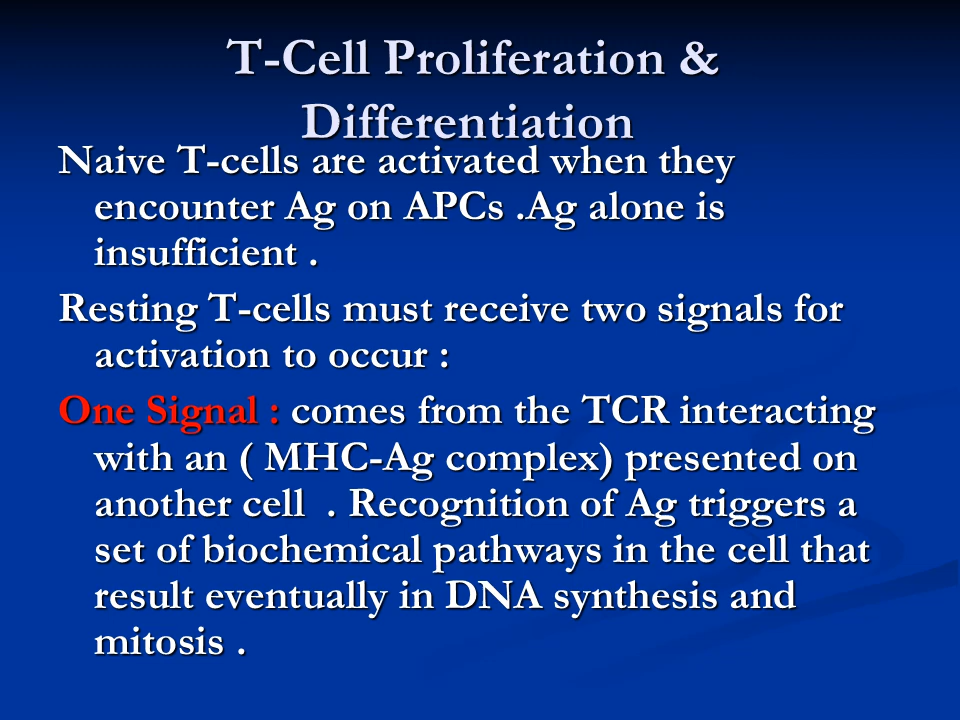 T-Cell Proliferation &
Differentiation
Naive T-cells are activated when they
encounter Ag on APCs .Ag alone is
insufficient .
Resting T-cells must receive two signals for
activation to occur :
One Signal : comes from the TCR interacting
with an ( MHC-Ag complex) presented on
another cell . Recognition of Ag triggers a
set of biochemical pathways in the cell that
result eventually in DNA synthesis and
mitosis .